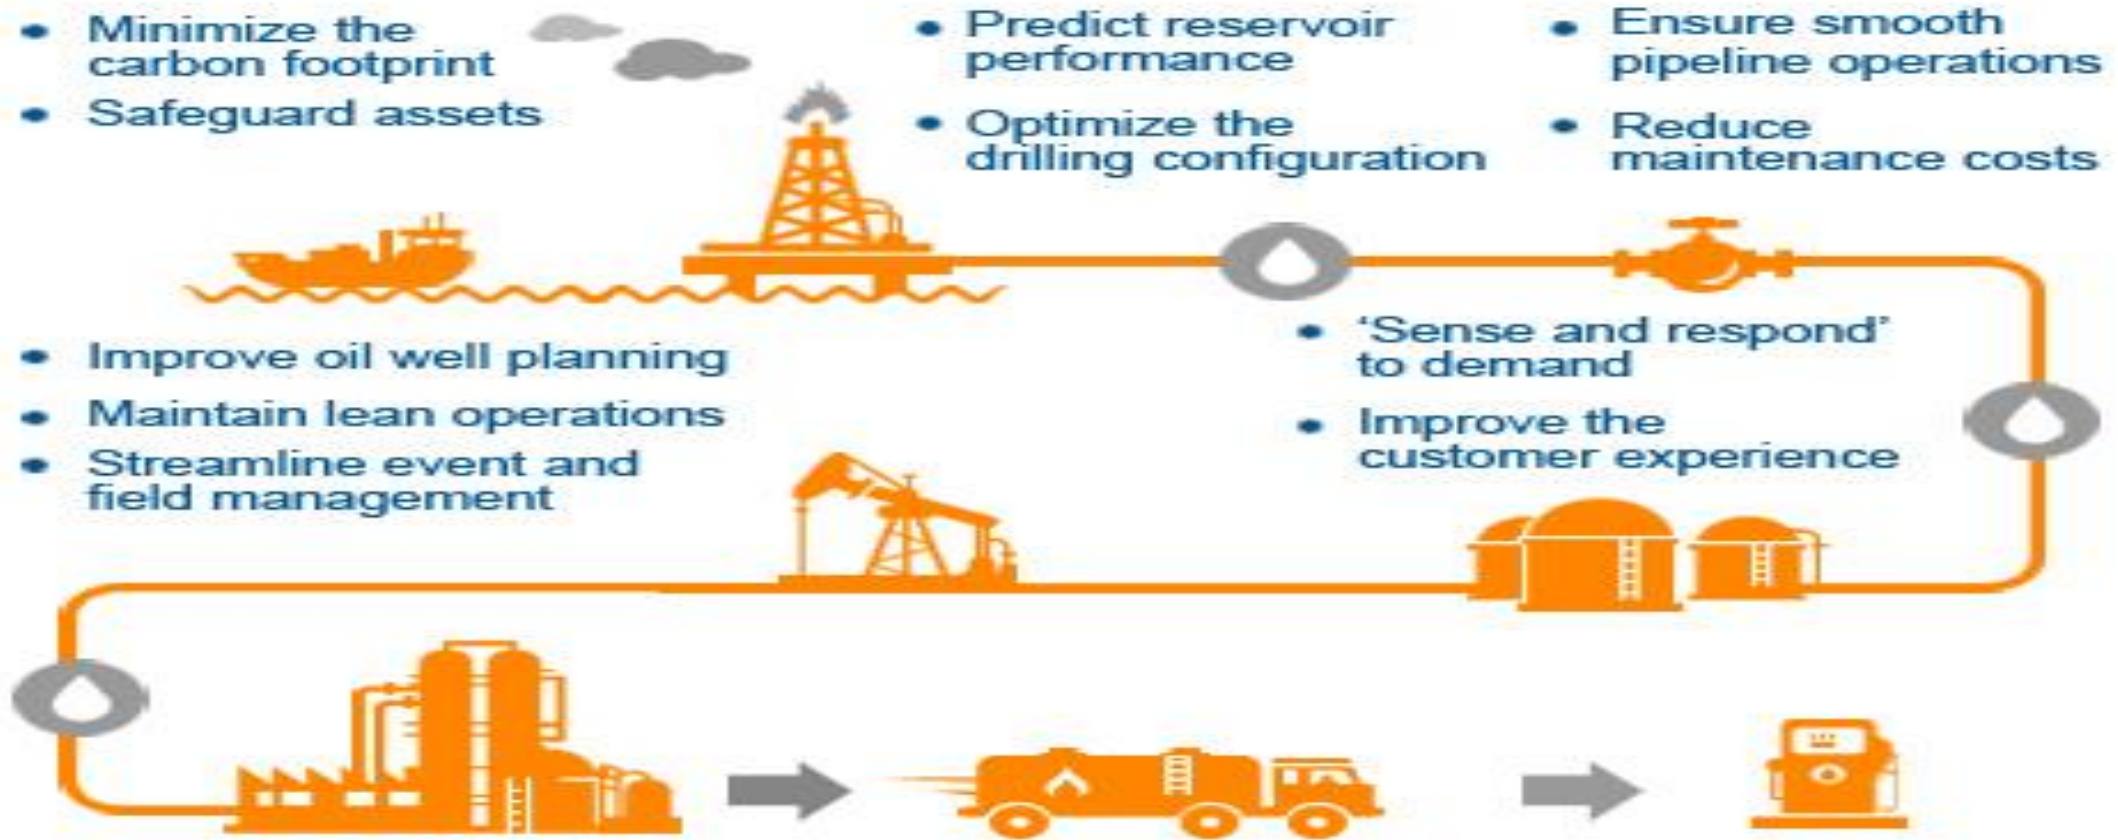 • Minimize the
carbon footprint
• Safeguard assets
• Predict reservoir
performance
• Optimize the
drilling configuration
• Ensure smooth
pipeline operations
• Reduce
maintenance costs
• Improve oil well planning
• Maintain lean operations
• Streamline event and
field management
• ‘Sense and respond’
to demand
• Improve the
customer experience